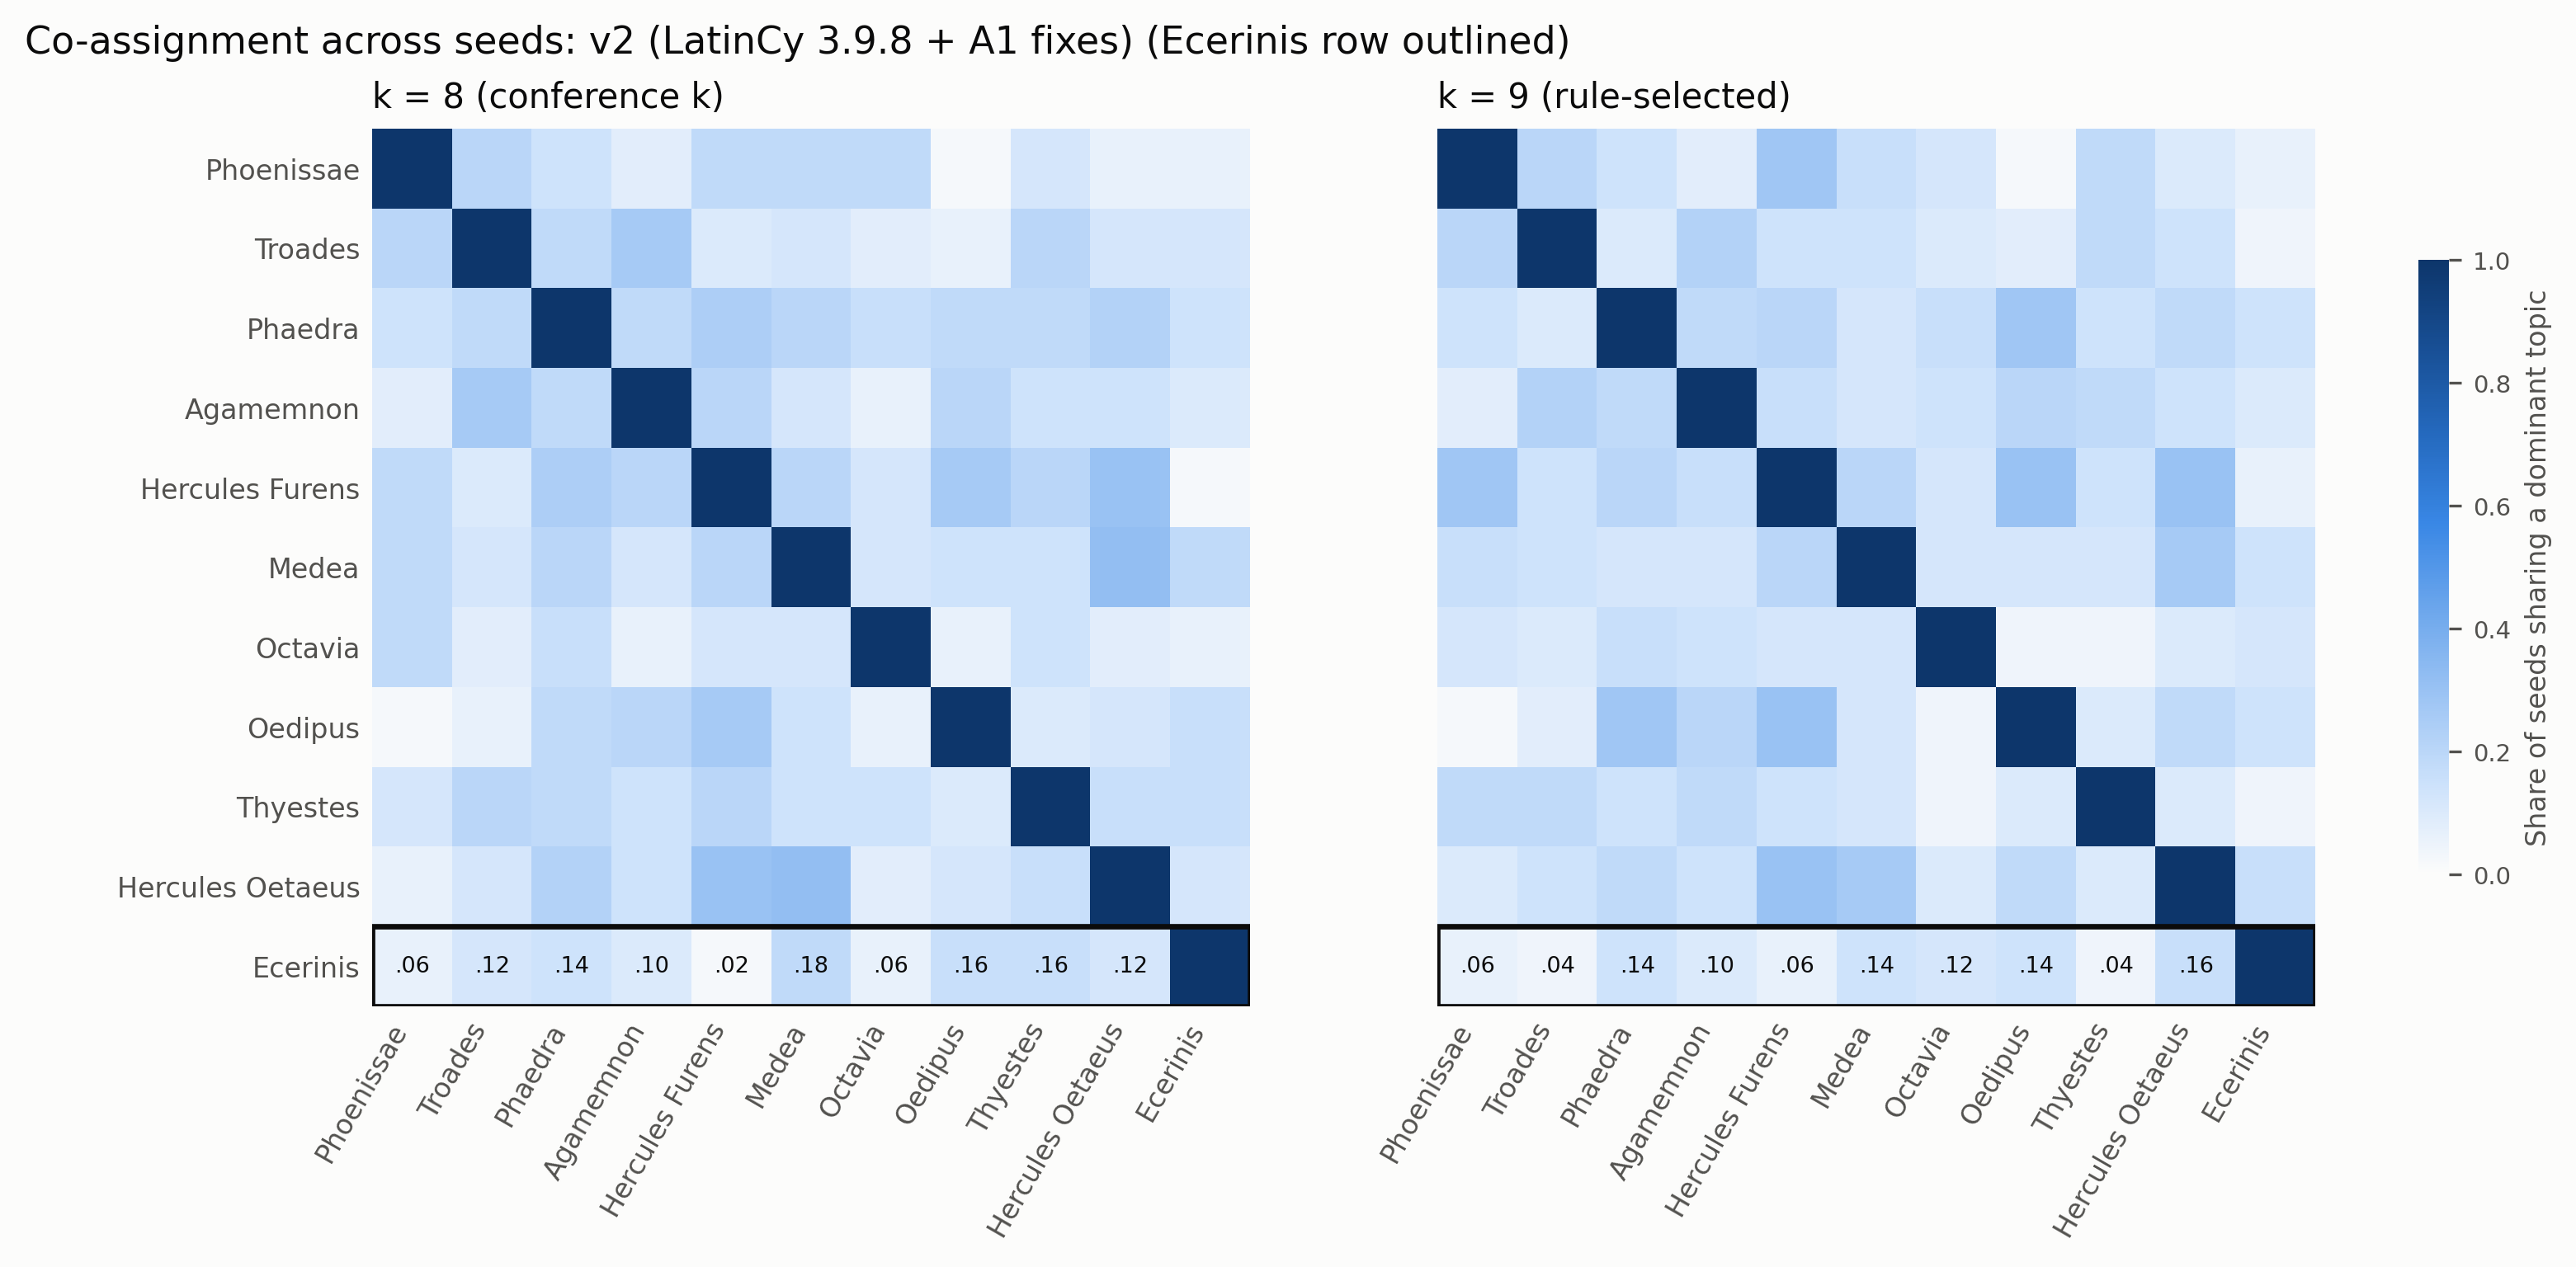 Co-assignment across seeds: v2 (LatinCy 3.9.8 + A1 fixes) (Ecerinis row outlined)
k = 8 (conference k)
Phoenissae
Troades
Phaedra
Agamemnon
Hercules Furens
Medea
Octavia
Oedipus
Thyestes
Hercules Oetaeus
Ecerinis
.06 .12 .14 .10 .02 .18 .06 .16 .16 .12
Phoenissae
Troades
Phaedra
Agamemnon
Hercules Furens
Medea
Octavia
Oedipus
Thyestes
Hercules Oetaeus
Ecerinis
k = 9 (rule-selected)
.06 .04 .14 .10 .06 .14 .12 .14 .04 .16
Phoenissae
Troades
Phaedra
Agamemnon
Hercules Furens
Medea
Octavia
Oedipus
Thyestes
Hercules Oetaeus
Ecerinis
1.0
0.8
0.6
0.4
0.2
0.0
Share of seeds sharing a dominant topic